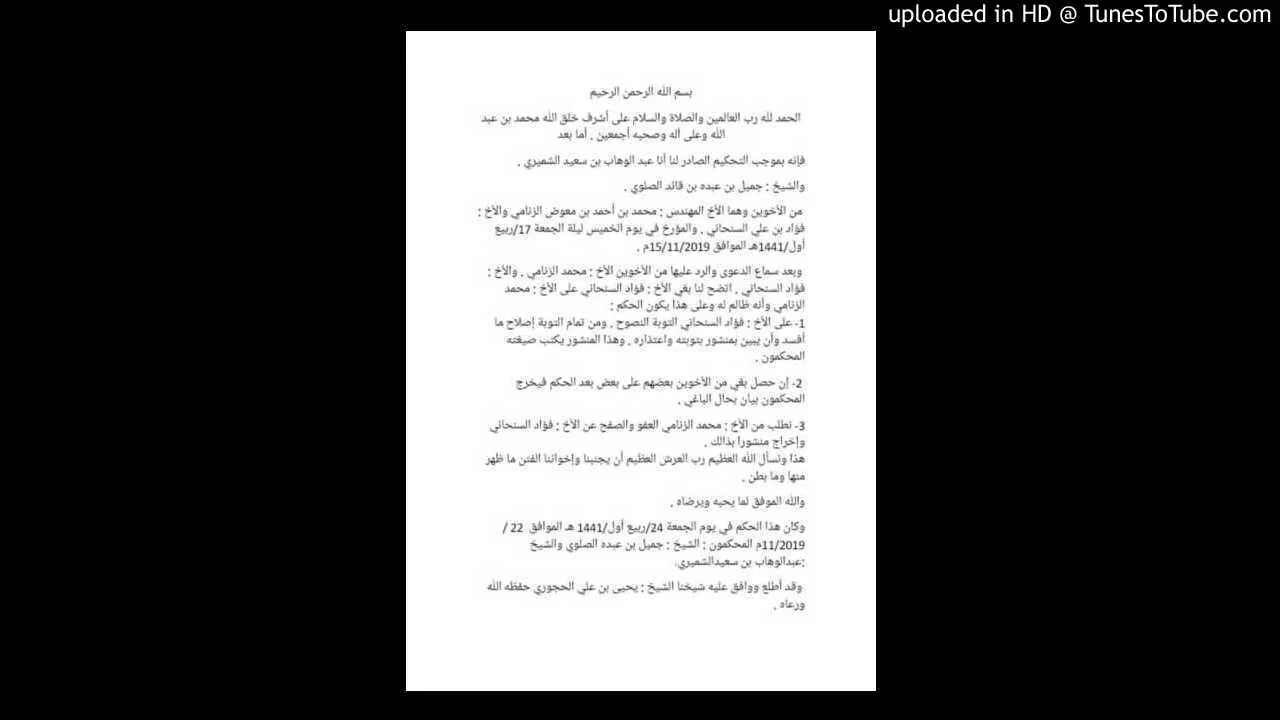 uploaded in HD @ TunesToTube.com
بسم الله الرحمن الرحيم
الحمد لله رب العالمين والصلاة والسلام على أشرف خلق الله محمد بن عبد
الله وعلى آله وصحبه أجمعين . أما بعد
فإنه بموجب التحكيم الصادر لنا أنا عبد الوهاب بن سعيد الشميري .
والشيخ : جميل بن عبده بن قائد الصلوي .
من الأخوين وهما الأخ المهندس : محمد بن أحمد بن معوض الزنامي والأخ :
فؤاد بن علي السنحاني . والمؤرخ في يوم الخميس ليلة الجمعة 17/ربيع
أول/1441هـ الموافق 15/11/2019م .
وبعد سماع الدعوى والرد عليها من الأخوين الأخ : محمد الزنامي . والأخ :
فؤاد السنحاني . اتضح لنا بغي الأخ : فؤاد السنحاني على الأخ : محمد
الزنامي وأنه ظالم له وعلى هذا يكون الحكم :
1- على الأخ : فؤاد السنحاني التوبة النصوح . ومن تمام التوبة إصلاح ما
أفسد وأن يبين بمنشور بتوبته واعتذاره . وهذا المنشور يكتب صيغته
المحكمون .
2- إن حصل بغي من الأخوين بعضهم على بعض بعد الحكم فيخرج
المحكمون بيان بحال الباغي .
3- نطلب من الأخ : محمد الزنامي العفو والصفح عن الأخ : فؤاد السنحاني
وإخراج منشورا بذالك .
هذا ونسأل الله العظيم رب العرش العظيم أن يجنبنا وإخواننا الفتن ما ظهر
منها وما بطن .
والله الموفق لما يحبه ويرضاه .
وكان هذا الحكم في يوم الجمعة 24/ربيع أول/1441 هـ الموافق 22 /
11/2019م المحكمون : الشيخ : جميل بن عبده الصلوي والشيخ
:عبدالوهاب بن سعيدالشميري.
وقد أطلع ووافق عليه شيخنا الشيخ : يحيى بن علي الحجوري حفظه الله
ورعاه .